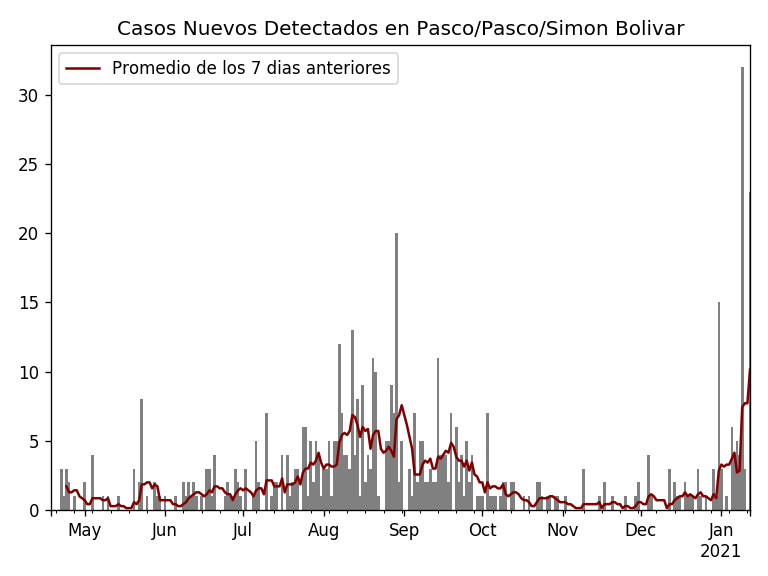 Casos Nuevos Detectados en Pasco/Pasco/Simon Bolivar
Promedio de los 7 dias anteriores
30
25
20
15
10
5
0
May Jun Jul Aug Sep Oct Nov Dec Jan
2021